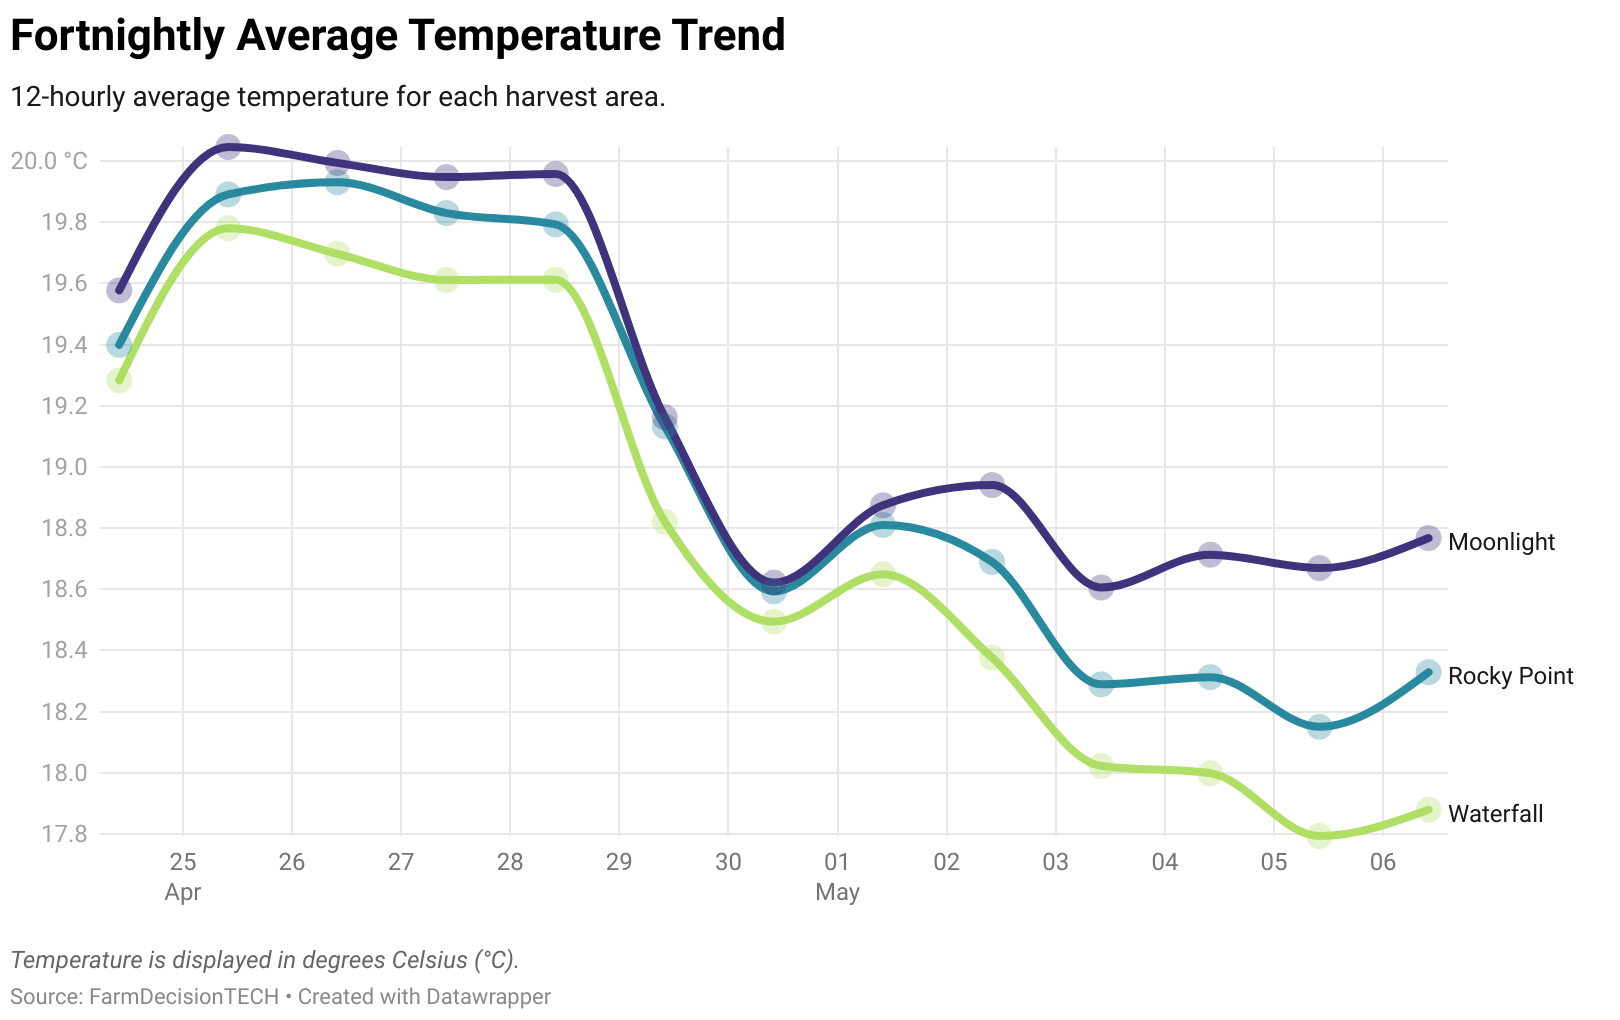 Fortnightly Average Temperature Trend
12-hourly average temperature for each harvest area.
20.0 °C
19.8
19.6
19.4
19.2
19.0
18.8
18.6
18.4
18.2
18.0
17.8
Moonlight
Rocky Point
Waterfall
25 26 27 28 29 30 01 02 03 04 05 06
Apr May
Temperature is displayed in degrees Celsius (°C).
Source: FarmDecisionTECH • Created with Datawrapper